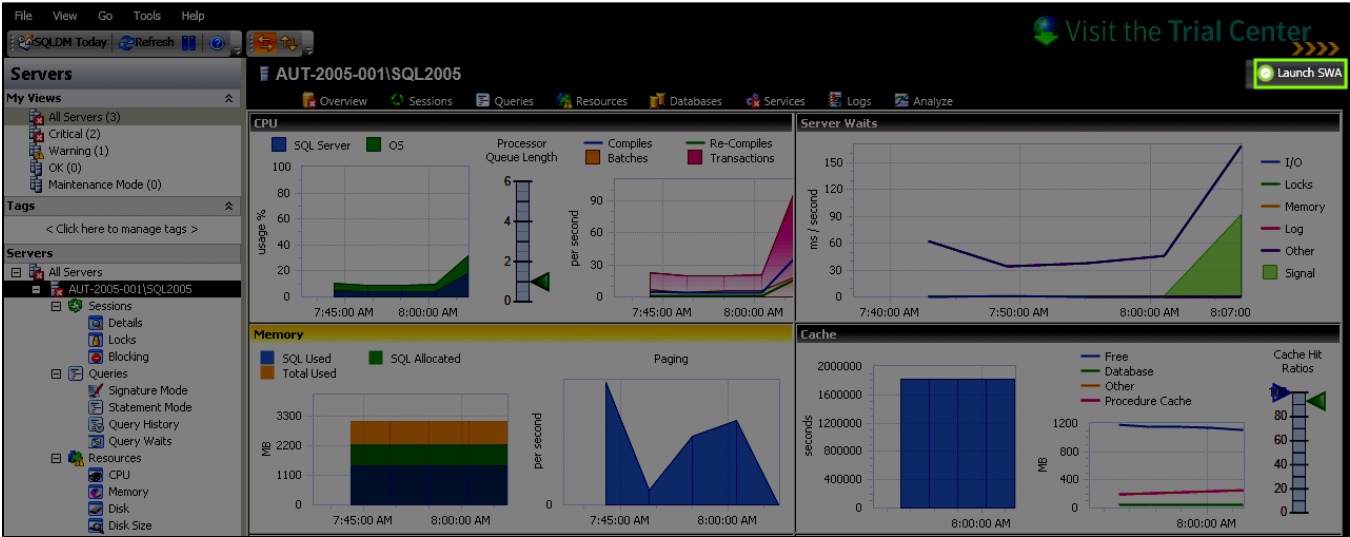 File View Go Tools Help
Visit the Trial Center
SQLDM Today Refresh
Servers
AUT-2005-001\SQL2005
Launch SWA
My Views
Overview Sessions Queries Resources Databases Services Logs Analyze
All Servers (3)
Critical (2)
Warning (1)
OK (0)
Maintenance Mode (0)
Tags
< Click here to manage tags >
Servers
All Servers
AUT-2005-001\SQL2005
Sessions
Details
Locks
Blocking
Queries
Signature Mode
Statement Mode
Query History
Query Waits
Resources
CPU
Memory
Disk
Disk Size
CPU
SQL Server OS
Processor
Queue Length
Compiles Re-Compiles
Batches Transactions
100
80
60
40
20
0
usage %
7:45:00 AM 8:00:00 AM
6
4
2
0
90
60
30
0
per second
7:45:00 AM 8:00:00 AM
Server Waits
150
120
90
60
30
0
ms / second
7:40:00 AM 7:50:00 AM 8:00:00 AM 8:07:00
I/O
Locks
Memory
Log
Other
Signal
Memory
SQL Used SQL Allocated
Total Used
3300
2200
1100
0
MB
7:45:00 AM 8:00:00 AM
Paging
per second
0
7:45:00 AM 8:00:00 AM
Cache
2000000
1600000
1200000
800000
400000
0
seconds
8:00:00 AM
Free
Database
Other
Procedure Cache
1200
800
400
0
MB
8:00:00 AM
Cache Hit
Ratios
80
60
40
20
0